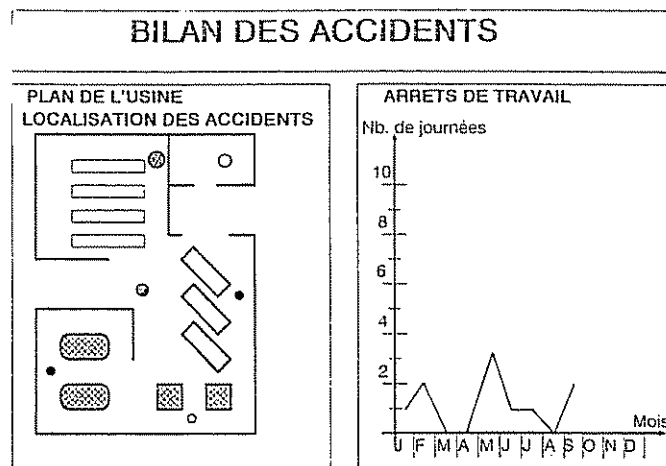 BILAN DES ACCIDENTS
PLAN DE L'USINE
LOCALISATION DES ACCIDENTS
ARRETS DE TRAVAIL
Nb. de journées
10
8
6
4
2
Mois
J F M A M J J A S O N D